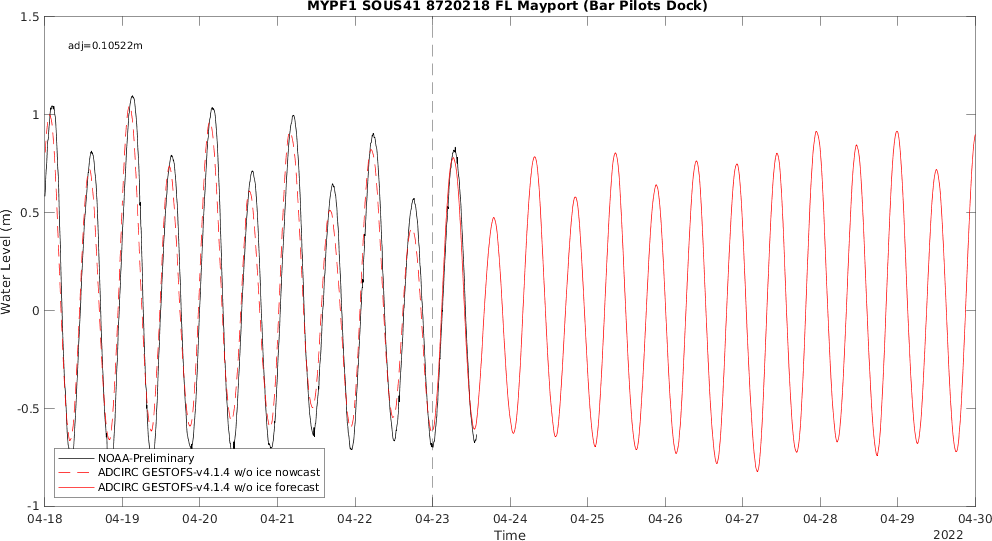 MYPF1 SOUS41 8720218 FL Mayport (Bar Pilots Dock)
1.5
adj=0.10522m
1
0.5
0
-0.5
-1
Water Level (m)
NOAA-Preliminary
ADCIRC GESTOFS-v4.1.4 w/o ice nowcast
ADCIRC GESTOFS-v4.1.4 w/o ice forecast
04-18 04-19 04-20 04-21 04-22 04-23 04-24 04-25 04-26 04-27 04-28 04-29 04-30
Time
2022